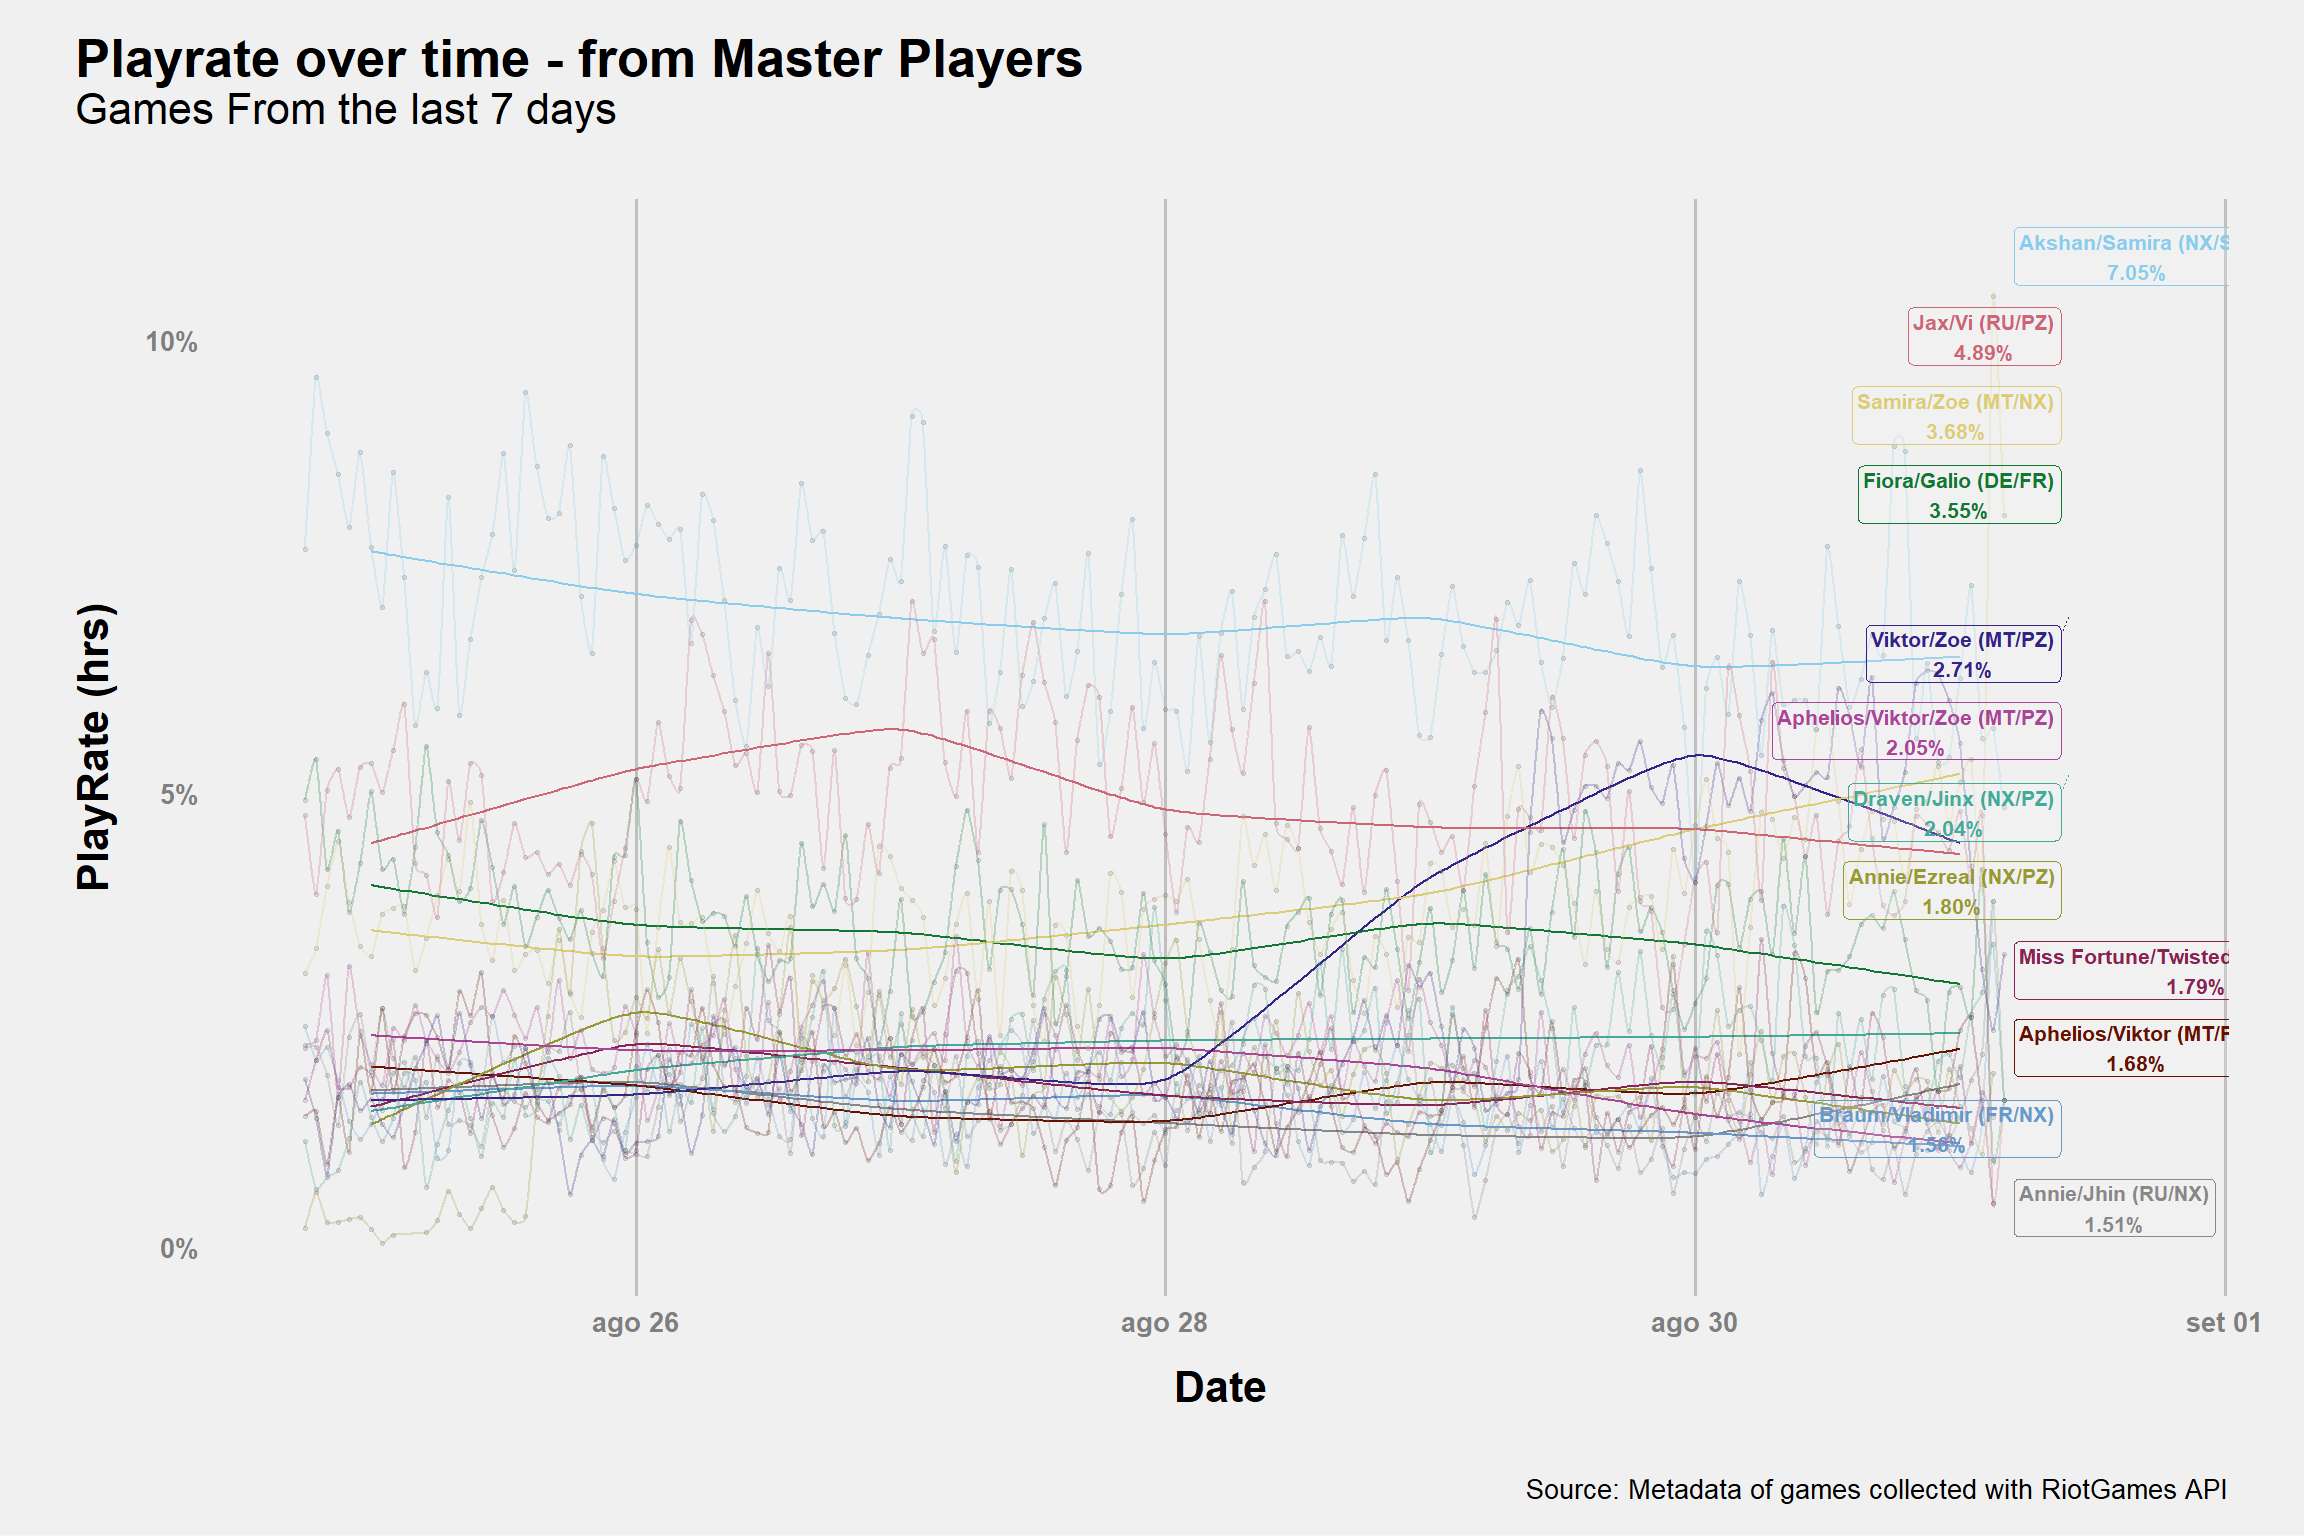 Playrate over time - from Master Players
Games From the last 7 days
Akshan/Samira (NX/S
7.05%
Jax/Vi (RU/PZ)
4.89%
Samira/Zoe (MT/NX)
3.68%
Fiora/Galio (DE/FR)
3.55%
Viktor/Zoe (MT/PZ)
2.71%
Aphelios/Viktor/Zoe (MT/PZ)
2.05%
Draven/Jinx (NX/PZ)
2.04%
Annie/Ezreal (NX/PZ)
1.80%
Miss Fortune/Twisted
1.79%
Aphelios/Viktor (MT/F
1.68%
Braum/Vladimir (FR/NX)
1.56%
Annie/Jhin (RU/NX)
1.51%
10%
5%
0%
PlayRate (hrs)
ago 26
ago 28
ago 30
set 01
Date
Source: Metadata of games collected with RiotGames API